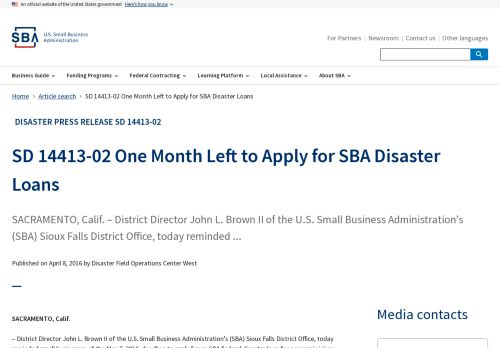 An official website of the United States government Here's how you know
SBA U.S. Small Business
Administration
For Partners | Newsroom | Contact us | Other languages
Business Guide Funding Programs Federal Contracting Learning Platform Local Assistance About SBA
Home › Article search › SD 14413-02 One Month Left to Apply for SBA Disaster Loans
DISASTER PRESS RELEASE SD 14413-02
SD 14413-02 One Month Left to Apply for SBA Disaster
Loans
SACRAMENTO, Calif. – District Director John L. Brown II of the U.S. Small Business Administration's
(SBA) Sioux Falls District Office, today reminded ...
Published on April 8, 2016 by Disaster Field Operations Center West
Media contacts
SACRAMENTO, Calif.
– District Director John L. Brown II of the U.S. Small Business Administration's (SBA) Sioux Falls District Office, today